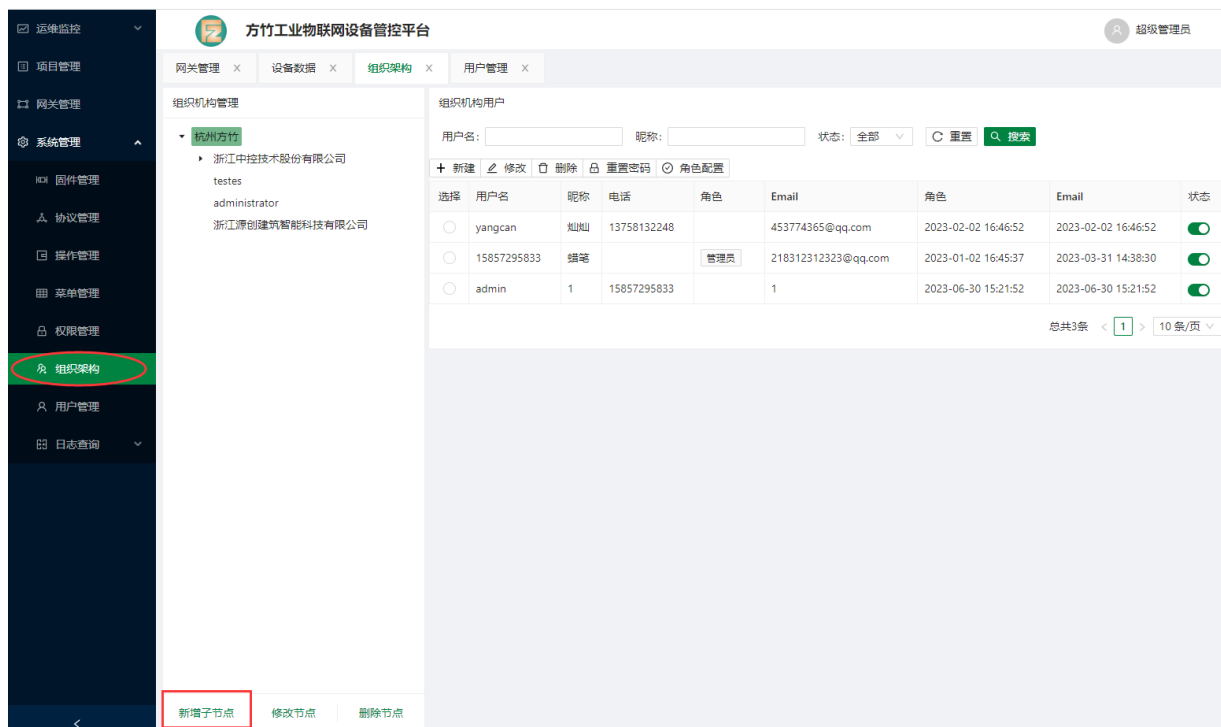 运维监控
项目管理
网关管理
系统管理
固件管理
协议管理
操作管理
菜单管理
权限管理
组织架构
用户管理
日志查询
方竹工业物联网设备管控平台
超级管理员
网关管理 × 设备数据 × 组织架构 × 用户管理 ×
组织机构管理
杭州方竹
浙江中控技术股份有限公司
testes
administrator
浙江源创建筑智能科技有限公司
新增子节点 修改节点 删除节点
组织机构用户
用户名: 昵称: 状态: 全部 重置 搜索
新建 修改 删除 重置密码 角色配置
选择 用户名 昵称 电话 角色 Email 角色 Email 状态
yangcan 灿灿 13758132248 453774365@qq.com 2023-02-02 16:46:52 2023-02-02 16:46:52
15857295833 蜡笔 管理员 218312312323@qq.com 2023-01-02 16:45:37 2023-03-31 14:38:30
admin 1 15857295833 1 2023-06-30 15:21:52 2023-06-30 15:21:52
总共3条 < 1 > 10 条/页